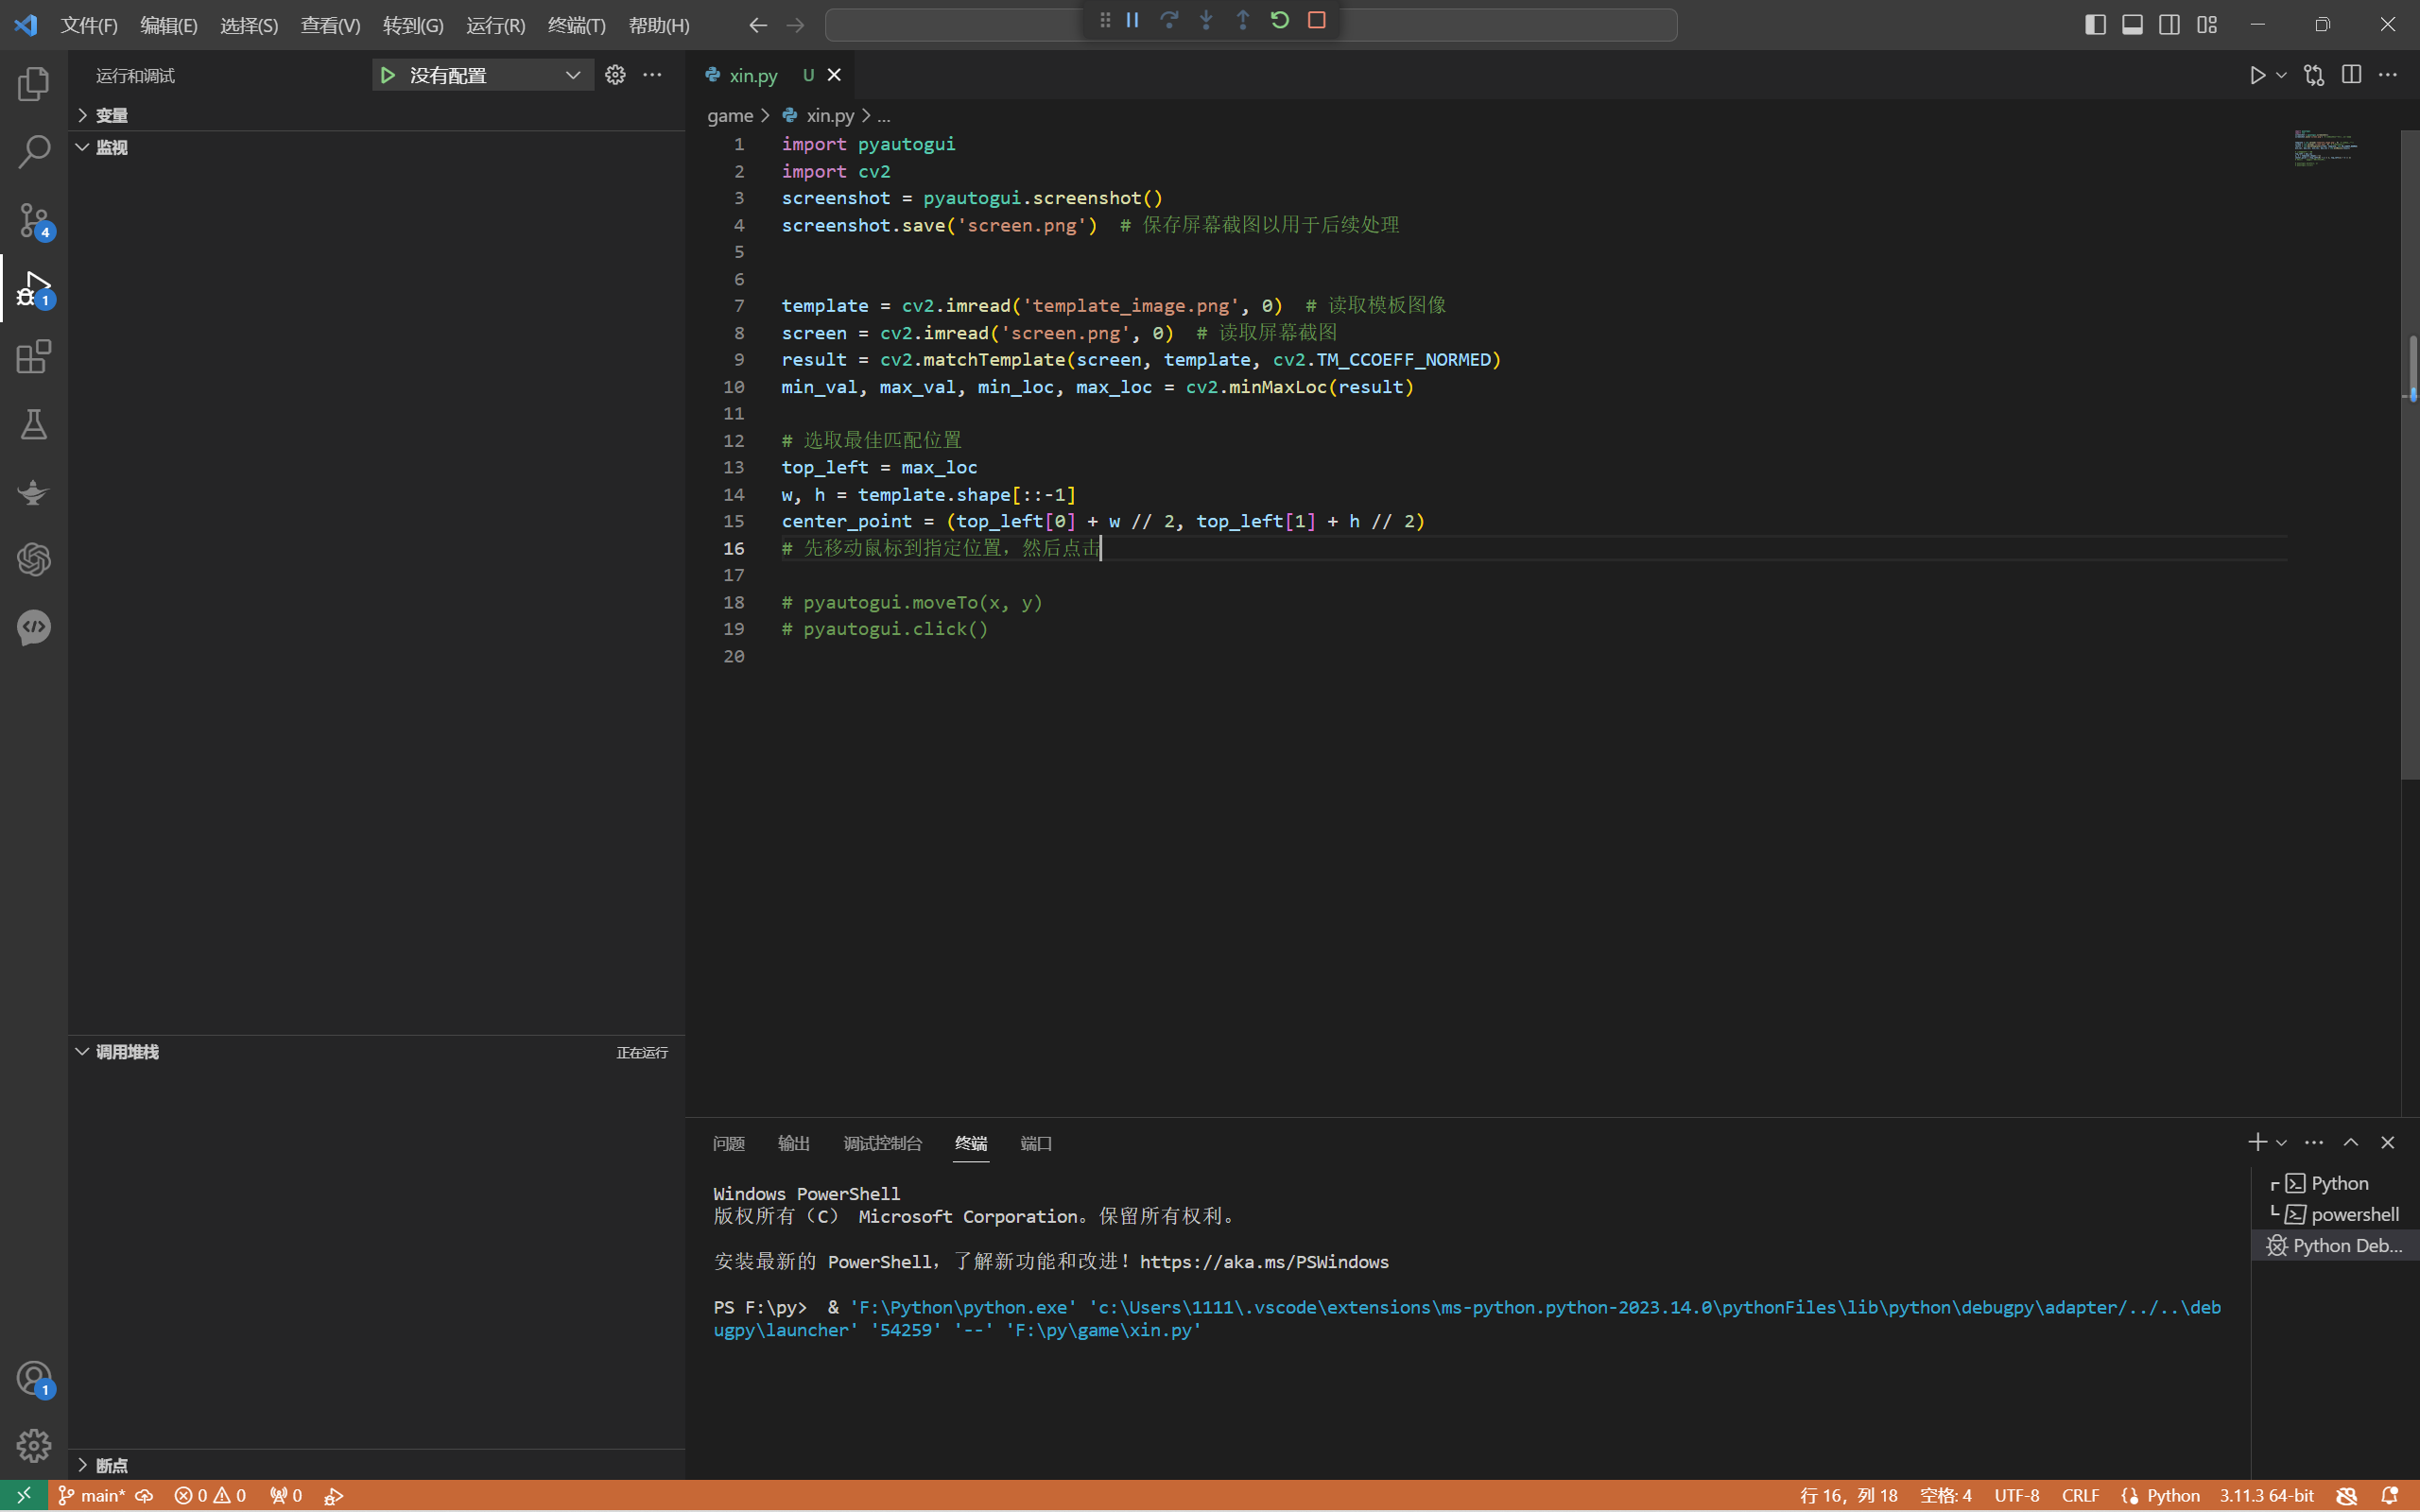 文件(F) 编辑(E) 选择(S) 查看(V) 转到(G) 运行(R) 终端(T) 帮助(H)
运行和调试 没有配置
变量
监视
4
1
调用堆栈 正在运行
断点
1
xin.py U
game > xin.py > ...
1 import pyautogui
2 import cv2
3 screenshot = pyautogui.screenshot()
4 screenshot.save('screen.png')  # 保存屏幕截图以用于后续处理
5
6
7 template = cv2.imread('template_image.png', 0)  # 读取模板图像
8 screen = cv2.imread('screen.png', 0)  # 读取屏幕截图
9 result = cv2.matchTemplate(screen, template, cv2.TM_CCOEFF_NORMED)
10 min_val, max_val, min_loc, max_loc = cv2.minMaxLoc(result)
11
12 # 选取最佳匹配位置
13 top_left = max_loc
14 w, h = template.shape[::-1]
15 center_point = (top_left[0] + w // 2, top_left[1] + h // 2)
16 # 先移动鼠标到指定位置，然后点击
17
18 # pyautogui.moveTo(x, y)
19 # pyautogui.click()
20
问题 输出 调试控制台 终端 端口
Windows PowerShell
版权所有（C） Microsoft Corporation。保留所有权利。
安装最新的 PowerShell，了解新功能和改进！https://aka.ms/PSWindows
PS F:\py>  & 'F:\Python\python.exe' 'c:\Users\1111\.vscode\extensions\ms-python.python-2023.14.0\pythonFiles\lib\python\debugpy\adapter/../..\deb
ugpy\launcher' '54259' '--' 'F:\py\game\xin.py'
Python
powershell
Python Deb...
main* 0 0 0 行 16，列 18 空格: 4 UTF-8 CRLF Python 3.11.3 64-bit